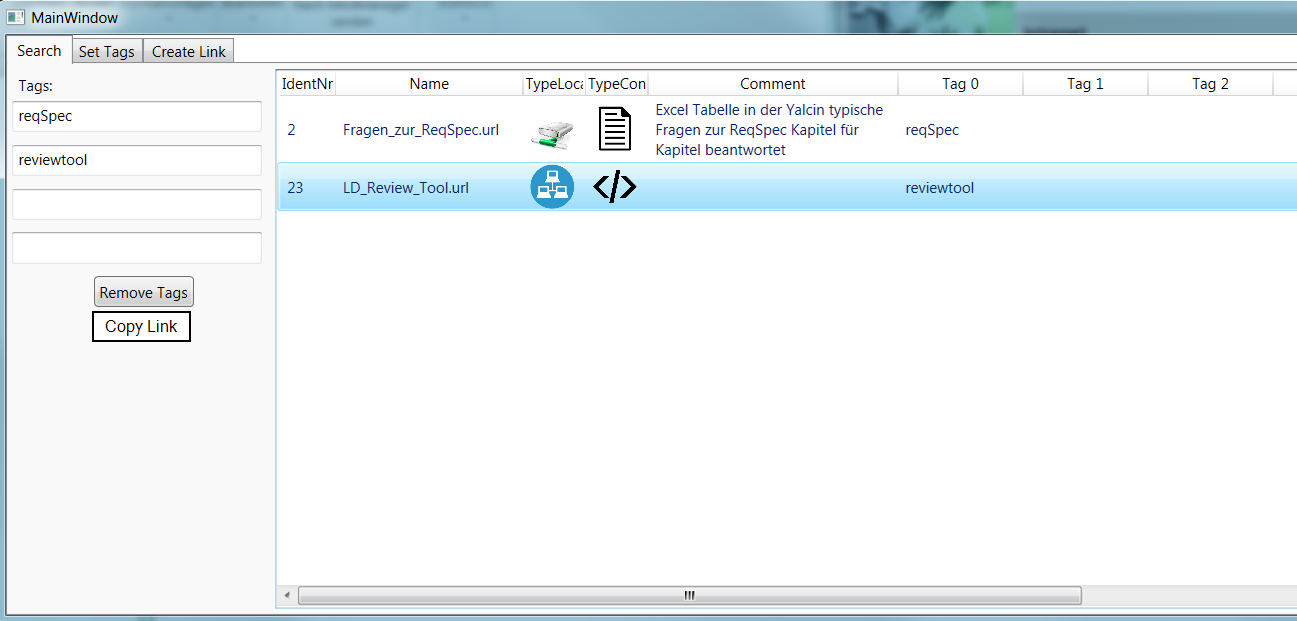 MainWindow
Search Set Tags Create Link
Tags:
reqSpec
reviewtool
Remove Tags
Copy Link
IdentNr Name TypeLoca TypeCon Comment Tag 0 Tag 1 Tag 2
2 Fragen_zur_ReqSpec.url Excel Tabelle in der Yalcin typische
Fragen zur ReqSpec Kapitel für
Kapitel beantwortet reqSpec
23 LD_Review_Tool.url </> reviewtool